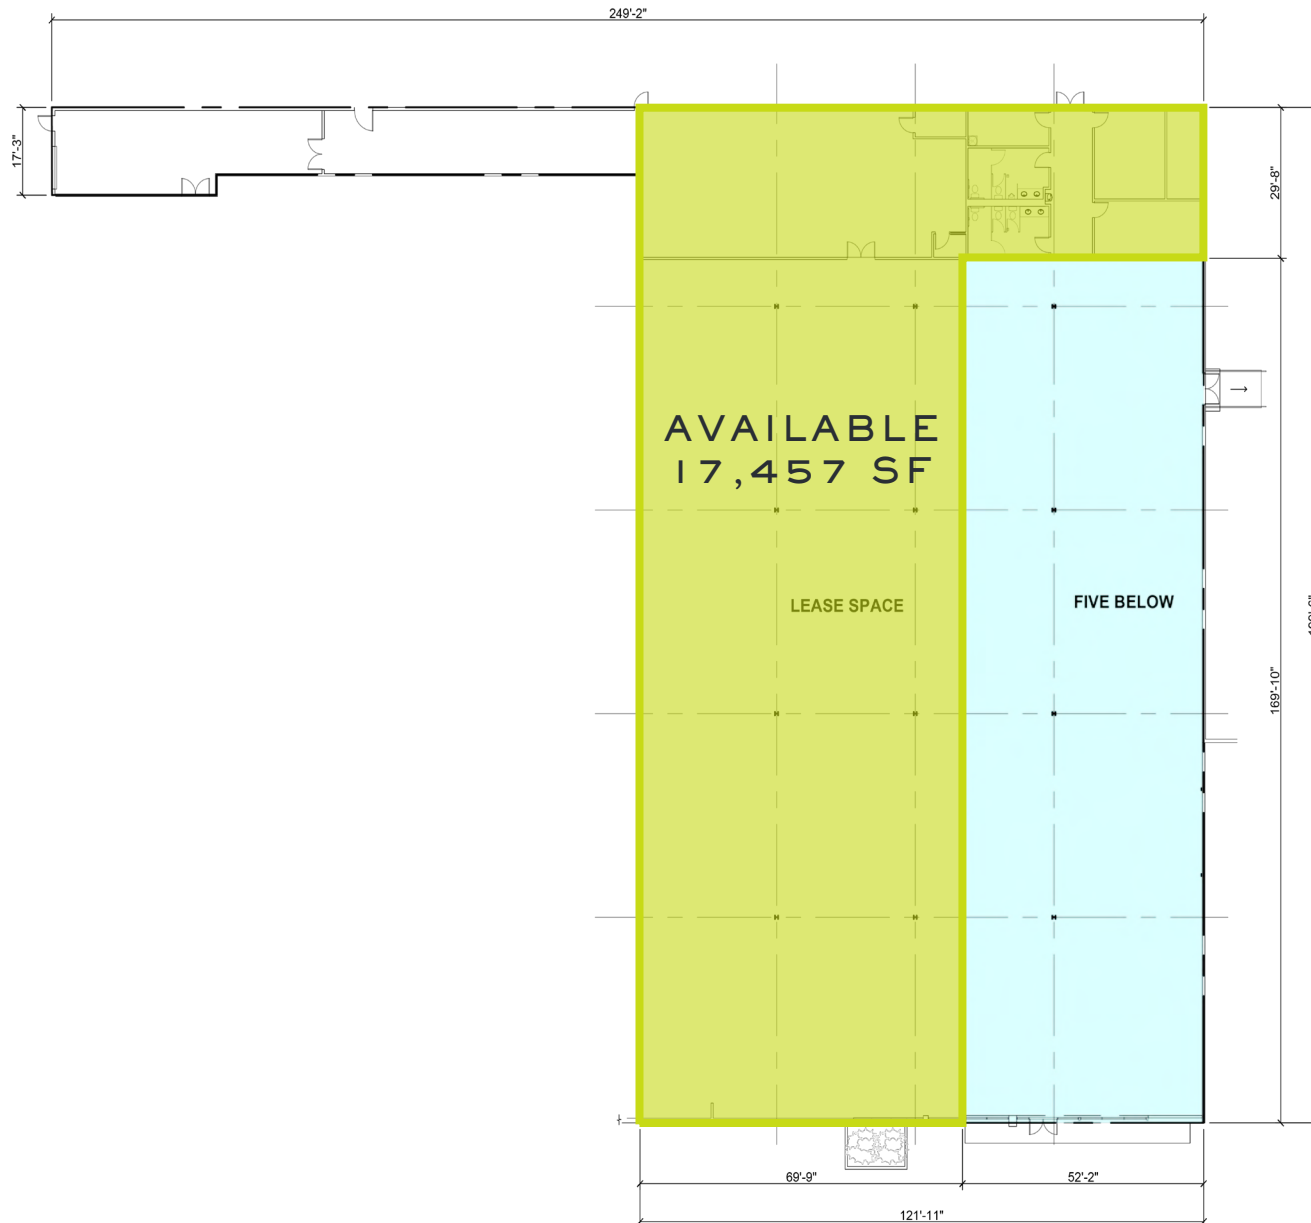 249'-2"
17'-3"
29'-8"
AVAILABLE
17,457 SF
LEASE SPACE
FIVE BELOW
169'-10"
69'-9"
52'-2"
121'-11"